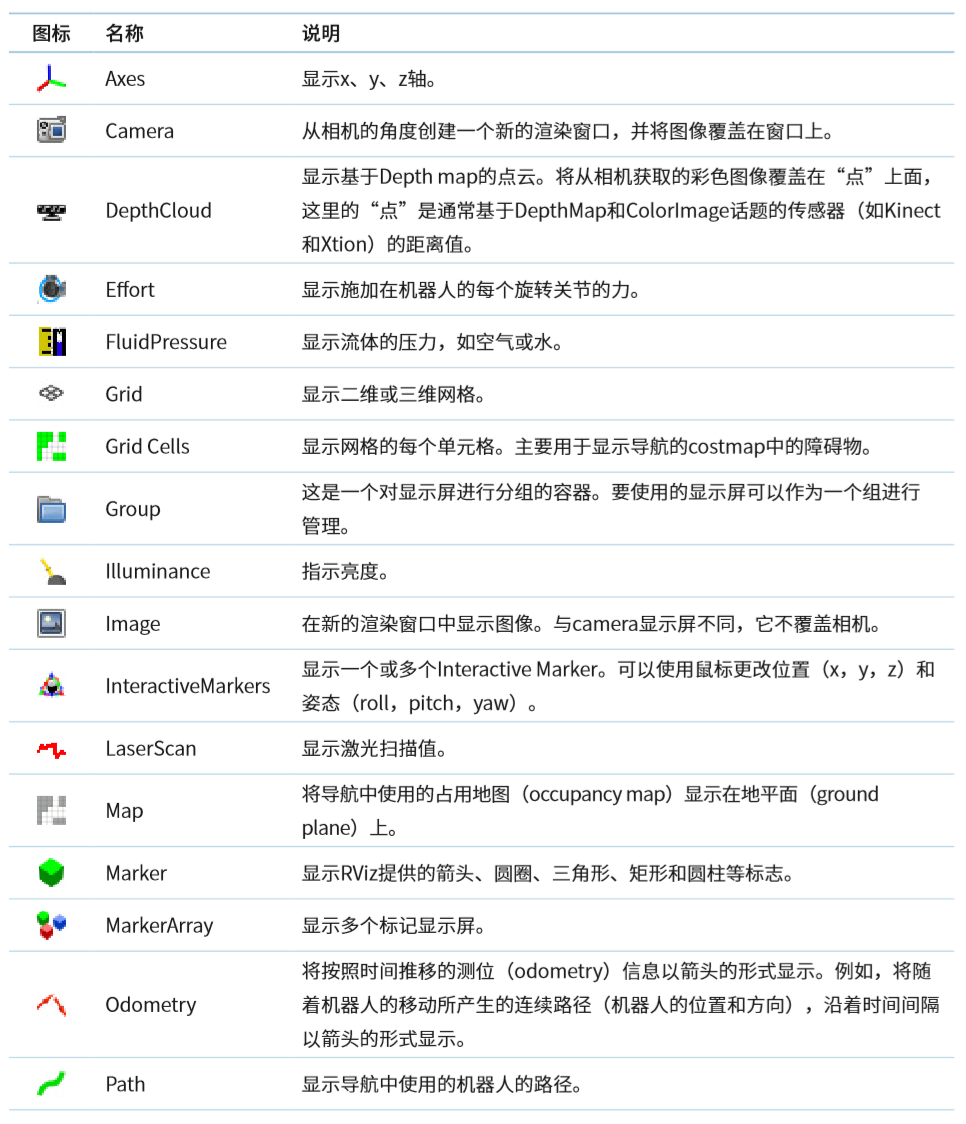 图标 名称 说明
Axes 显示x、y、z轴。
Camera 从相机的角度创建一个新的渲染窗口，并将图像覆盖在窗口上。
显示基于Depth map的点云。将从相机获取的彩色图像覆盖在“点”上面，
DepthCloud 这里的“点”是通常基于DepthMap和ColorImage话题的传感器（如Kinect
和Xtion）的距离值。
Effort 显示施加在机器人的每个旋转关节的力。
FluidPressure 显示流体的压力，如空气或水。
Grid 显示二维或三维网格。
Grid Cells 显示网格的每个单元格。主要用于显示导航的costmap中的障碍物。
Group 这是一个对显示屏进行分组的容器。要使用的显示屏可以作为一个组进行
管理。
Illuminance 指示亮度。
Image 在新的渲染窗口中显示图像。与camera显示屏不同，它不覆盖相机。
InteractiveMarkers 显示一个或多个Interactive Marker。可以使用鼠标更改位置（x，y，z）和
姿态（roll，pitch，yaw）。
LaserScan 显示激光扫描值。
Map 将导航中使用的占用地图（occupancy map）显示在地平面（ground
plane）上。
Marker 显示RViz提供的箭头、圆圈、三角形、矩形和圆柱等标志。
MarkerArray 显示多个标记显示屏。
将按照时间推移的测位（odometry）信息以箭头的形式显示。例如，将随
Odometry 着机器人的移动所产生的连续路径（机器人的位置和方向），沿着时间间隔
以箭头的形式显示。
Path 显示导航中使用的机器人的路径。